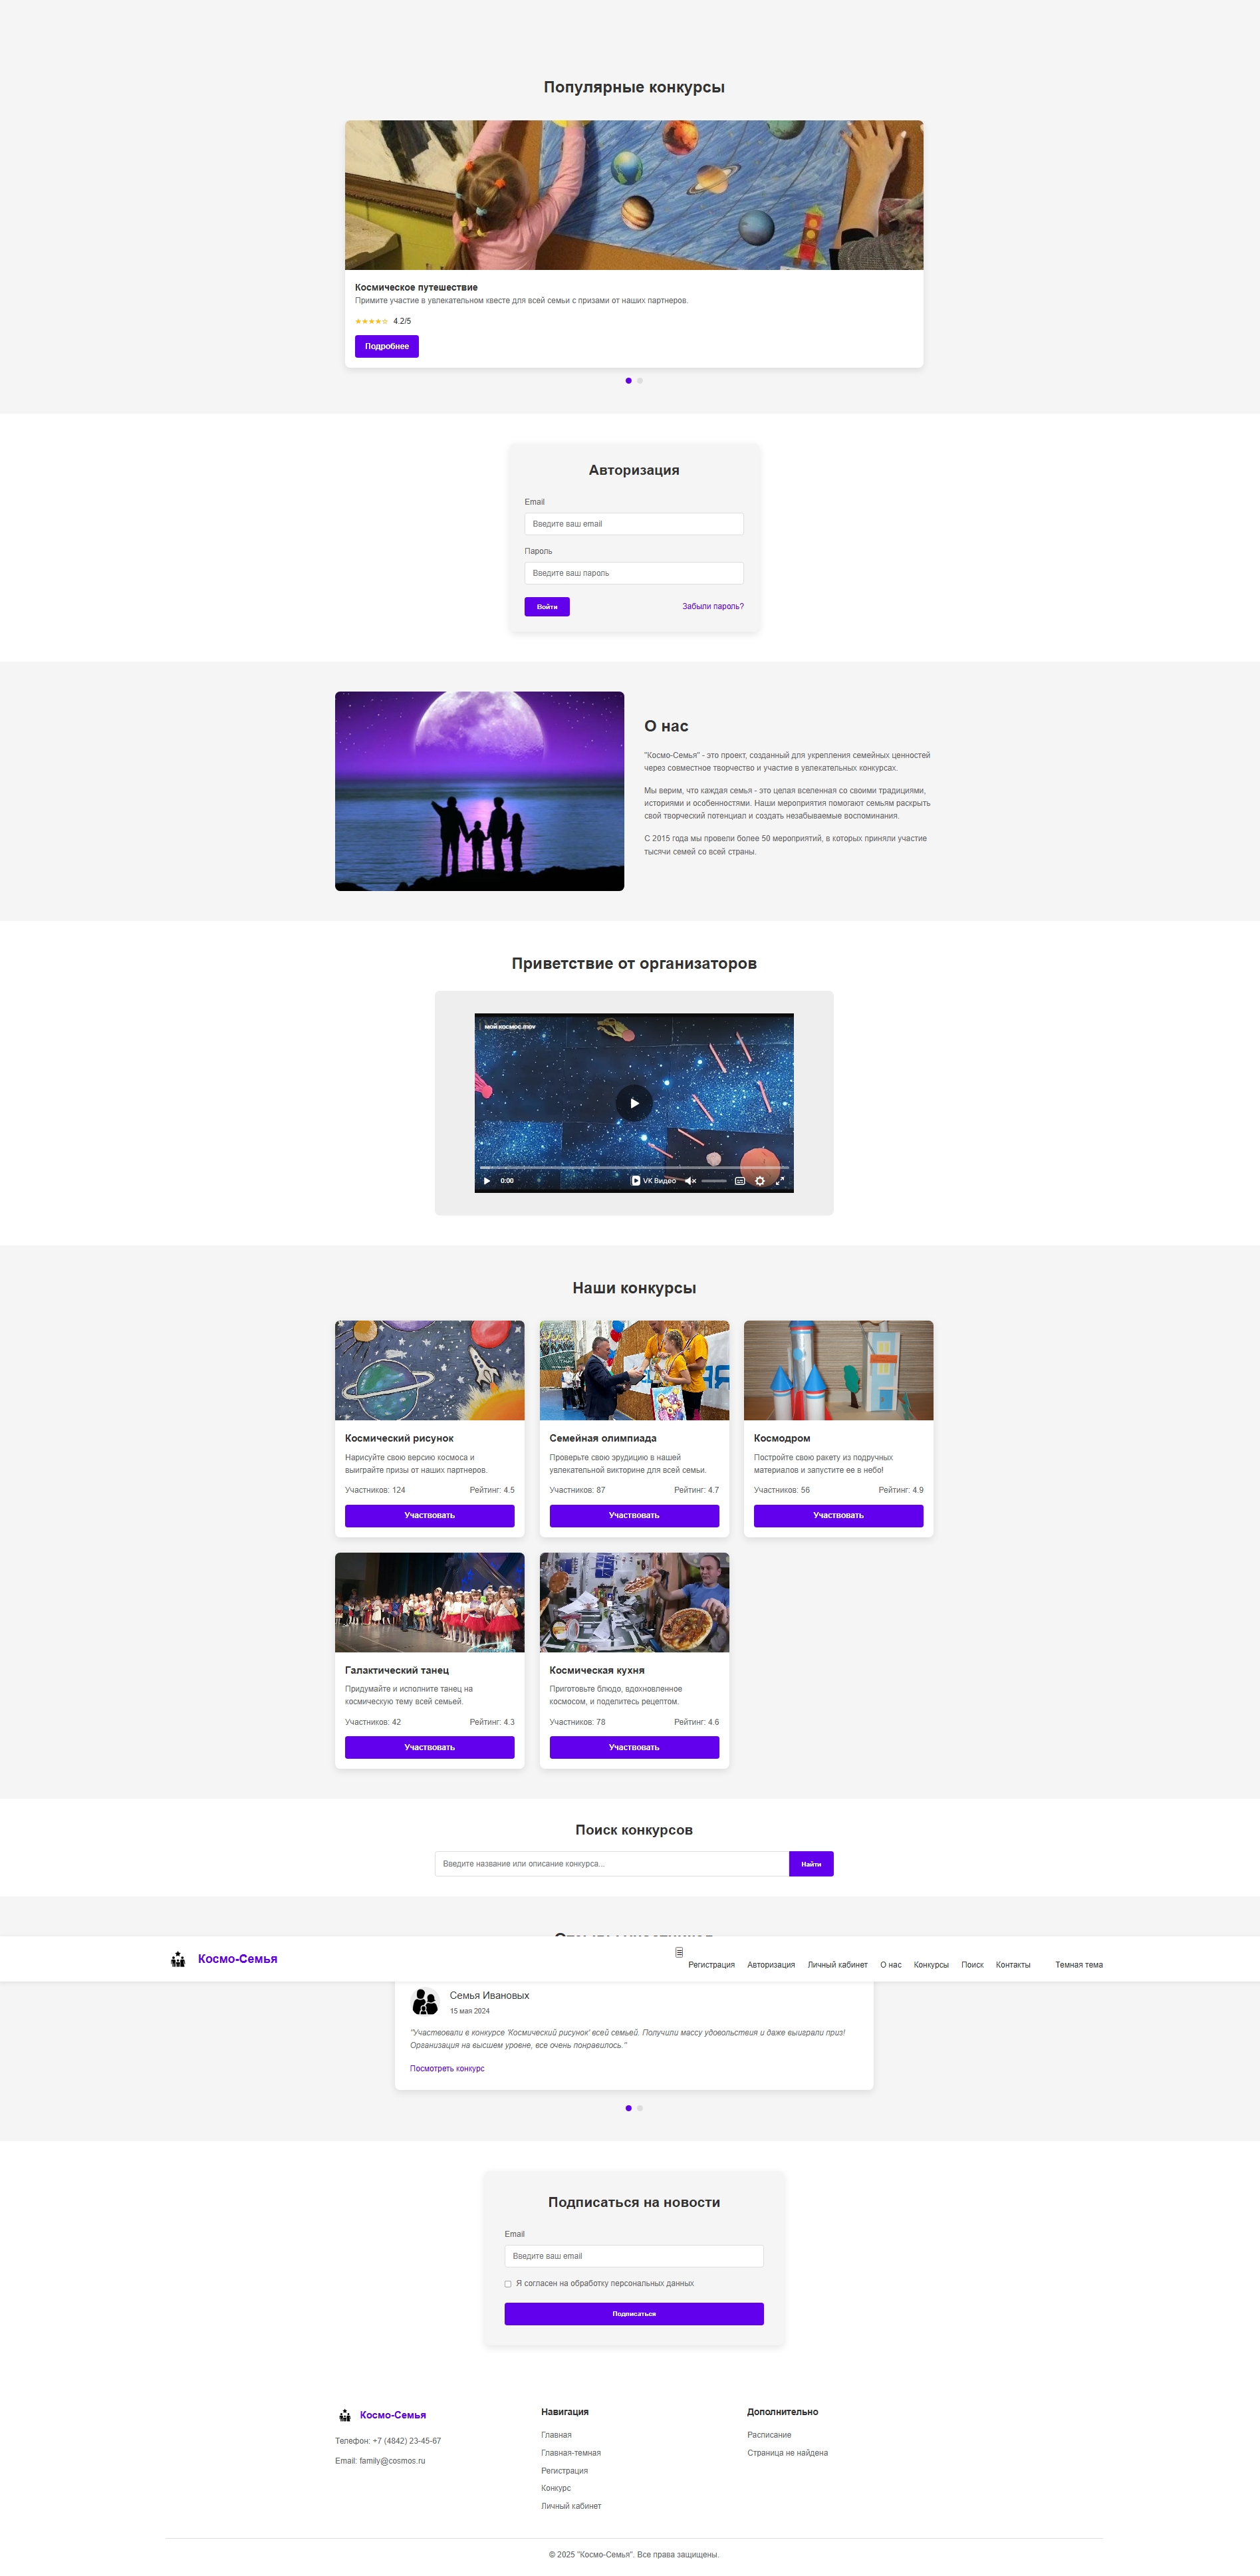 Популярные конкурсы
Космическое путешествие
Примите участие в увлекательном квесте для всей семьи с призами от наших партнеров.
★★★★☆ 4.2/5
Подробнее
Авторизация
Email
Введите ваш email
Пароль
Введите ваш пароль
Войти
Забыли пароль?
О нас
"Космо-Семья" - это проект, созданный для укрепления семейных ценностей
через совместное творчество и участие в увлекательных конкурсах.
Мы верим, что каждая семья - это целая вселенная со своими традициями,
историями и особенностями. Наши мероприятия помогают семьям раскрыть
свой творческий потенциал и создать незабываемые воспоминания.
С 2015 года мы провели более 50 мероприятий, в которых приняли участие
тысячи семей со всей страны.
Приветствие от организаторов
мой космос.mov
0:00
VK Видео
Наши конкурсы
Космический рисунок
Нарисуйте свою версию космоса и
выиграйте призы от наших партнеров.
Участников: 124
Рейтинг: 4.5
Участвовать
Семейная олимпиада
Проверьте свою эрудицию в нашей
увлекательной викторине для всей семьи.
Участников: 87
Рейтинг: 4.7
Участвовать
Космодром
Постройте свою ракету из подручных
материалов и запустите ее в небо!
Участников: 56
Рейтинг: 4.9
Участвовать
Галактический танец
Придумайте и исполните танец на
космическую тему всей семьей.
Участников: 42
Рейтинг: 4.3
Участвовать
Космическая кухня
Приготовьте блюдо, вдохновленное
космосом, и поделитесь рецептом.
Участников: 78
Рейтинг: 4.6
Участвовать
Поиск конкурсов
Введите название или описание конкурса...
Найти
Космо-Семья
Регистрация
Авторизация
Личный кабинет
О нас
Конкурсы
Поиск
Контакты
Темная тема
Семья Ивановых
15 мая 2024
"Участвовали в конкурсе 'Космический рисунок' всей семьей. Получили массу удовольствия и даже выиграли приз!
Организация на высшем уровне, все очень понравилось."
Посмотреть конкурс
Подписаться на новости
Email
Введите ваш email
Я согласен на обработку персональных данных
Подписаться
Космо-Семья
Телефон: +7 (4842) 23-45-67
Email: family@cosmos.ru
Навигация
Главная
Главная-темная
Регистрация
Конкурс
Личный кабинет
Дополнительно
Расписание
Страница не найдена
© 2025 "Космо-Семья". Все права защищены.